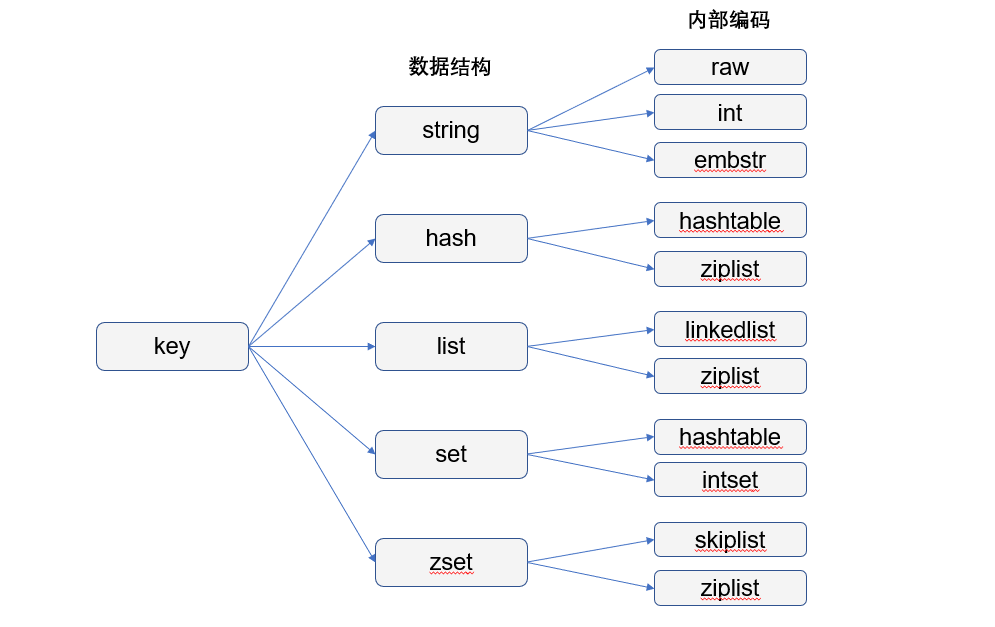 内部编码
数据结构
raw
string
int
embstr
hashtable
hash
ziplist
linkedlist
key
list
ziplist
hashtable
set
intset
skiplist
zset
ziplist